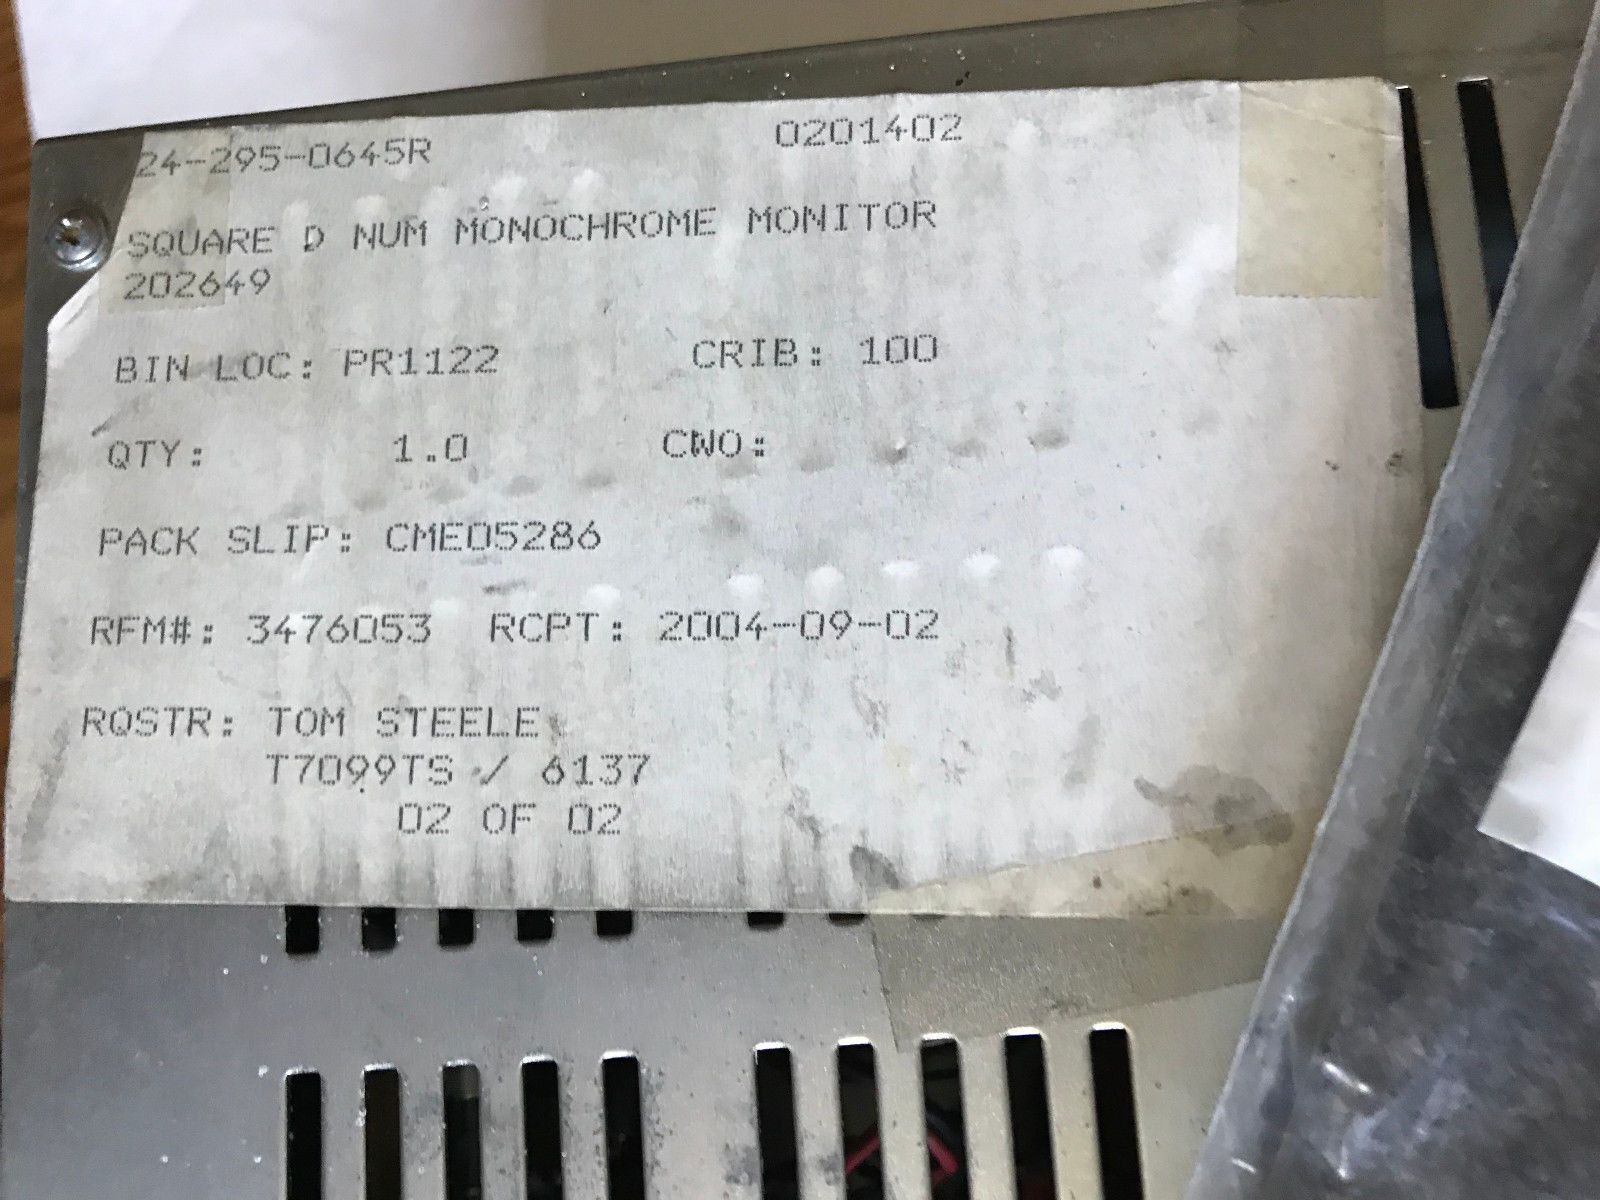 24-295-0645R 0201402
SQUARE D NUM MONOCHROME MONITOR
202649
BIN LOC: PR1122 CRIB: 100
QTY: 1.0 CWO:
PACK SLIP: CME05286
RFM#: 3476053 RCPT: 2004-09-02
RQSTR: TOM STEELE
T7099TS / 6137
02 OF 02